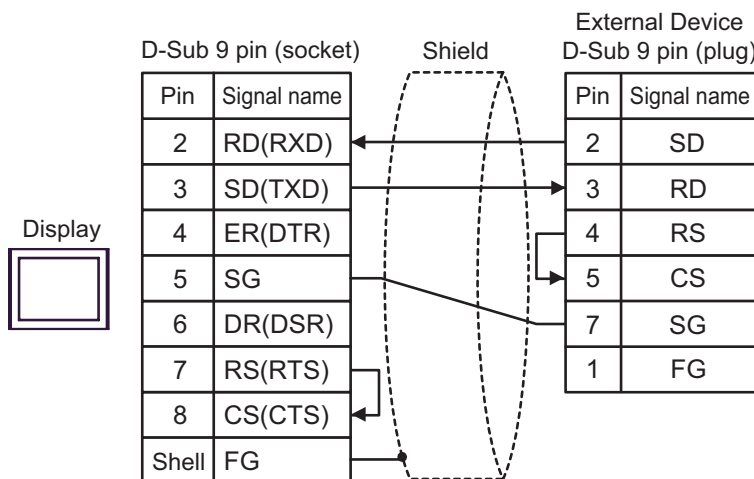 External Device
D-Sub 9 pin (socket) Shield D-Sub 9 pin (plug)
Pin Signal name Pin Signal name
2 RD(RXD) 2 SD
3 SD(TXD) 3 RD
Display 4 ER(DTR) 4 RS
5 SG 5 CS
6 DR(DSR) 7 SG
7 RS(RTS) 1 FG
8 CS(CTS)
Shell FG